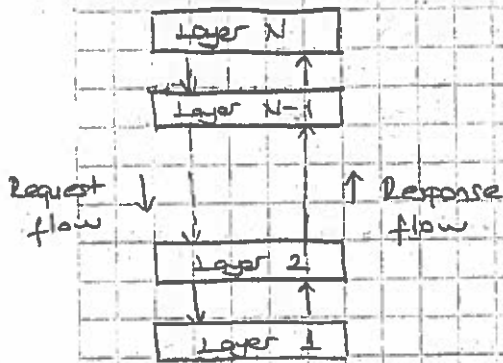 Layer N
Layer N-1
Request
flow
Response
flow
Layer 2
Layer 1